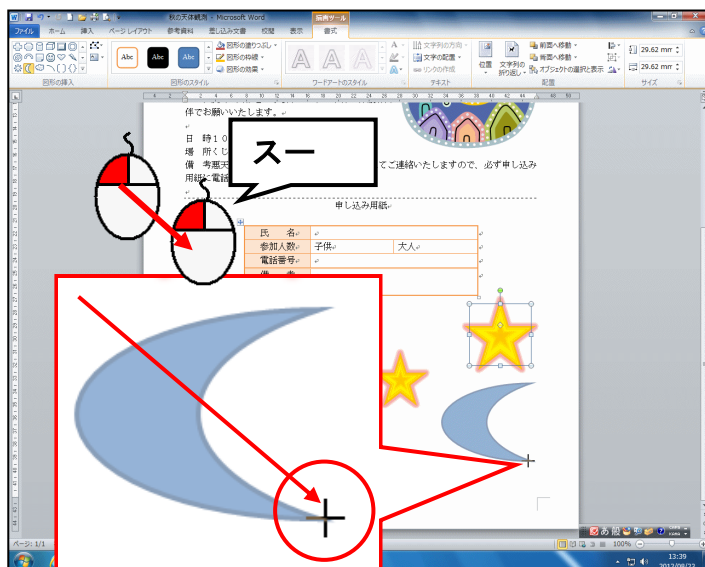 秋の天体観測 - Microsoft Word
描画ツール
ファイル ホーム 挿入 ページ レイアウト 参考資料 差し込み文書 校閲 表示 書式
Abc Abc Abc
図形の塗りつぶし
図形の枠線
図形の効果
A A A
文字列の方向
文字の配置
リンクの作成
位置 文字列の折り返し
前面へ移動
背面へ移動
オブジェクトの選択と表示
29.62 mm
29.62 mm
図形の挿入 図形のスタイル ワードアートのスタイル テキスト 配置 サイズ
伴でお願いいたします。
日 時10
場 所くじ
備 考悪天
てご連絡いたしますので、必ず申し込み
用紙に電話
スー
申し込み用紙
氏 名
参加人数 子供 大人
電話番号
備 考
ページ: 1/1
100%
あ 般
CAPS
KANA
13:39
2012/08/22